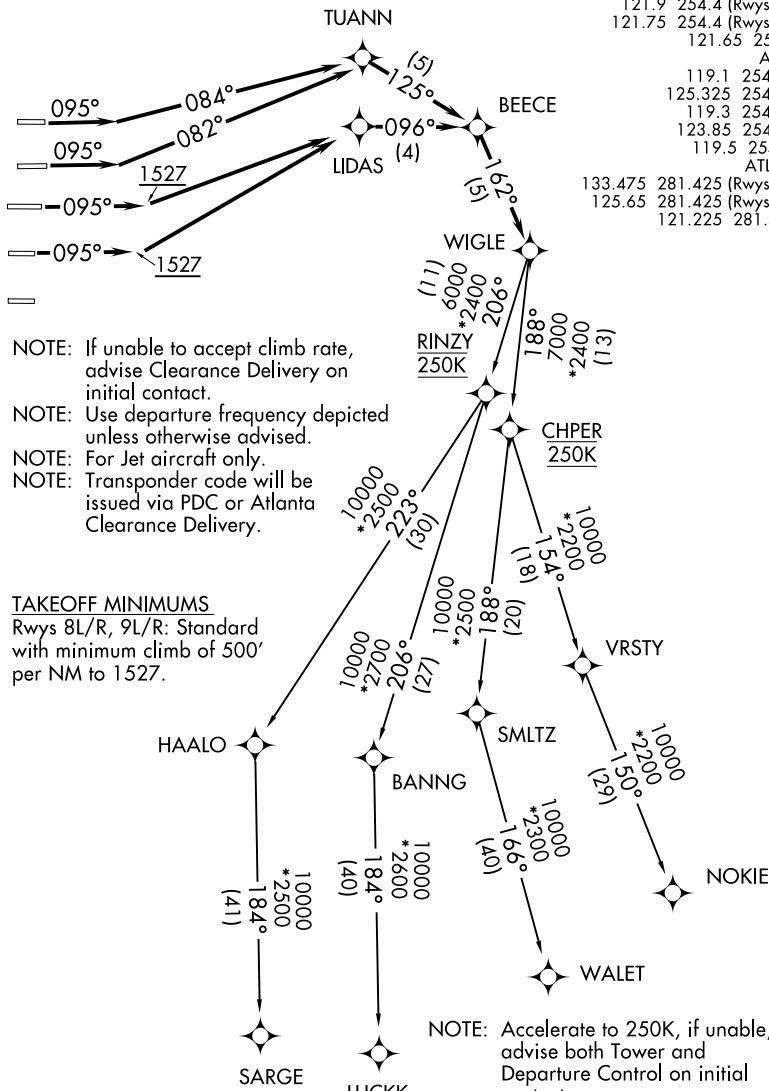 121.9 254.4 (Rwys
121.75 254.4 (Rwys
121.65
119.1 254
125.325 254
119.3 254
123.85 254
119.5
133.475 281.425 (Rwys
125.65 281.425 (Rwys
121.225 281.
TUANN
(5)
125°
BEECE
095°
084°
095°
082°
096°
(4)
LIDAS
1527
095°
095°
1527
162°
(5)
WIGLE
(11)
6000
*2400
206°
188°
7000
*2400
(13)
RINZY
250K
CHPER
250K
NOTE: If unable to accept climb rate,
advise Clearance Delivery on
initial contact.
NOTE: Use departure frequency depicted
unless otherwise advised.
NOTE: For Jet aircraft only.
NOTE: Transponder code will be
issued via PDC or Atlanta
Clearance Delivery.
10000
*2500
223°
(30)
10000
*2700
206°
(27)
10000
*2500
188°
(20)
10000
*2200
154°
(18)
TAKEOFF MINIMUMS
Rwys 8L/R, 9L/R: Standard
with minimum climb of 500'
per NM to 1527.
VRSTY
HAALO
BANNG
SMLTZ
10000
*2200
150°
(29)
10000
*2500
184°
(41)
10000
*2600
184°
(40)
10000
*2300
166°
(40)
NOKIE
WALET
SARGE
NOTE: Accelerate to 250K, if unable,
advise both Tower and
Departure Control on initial